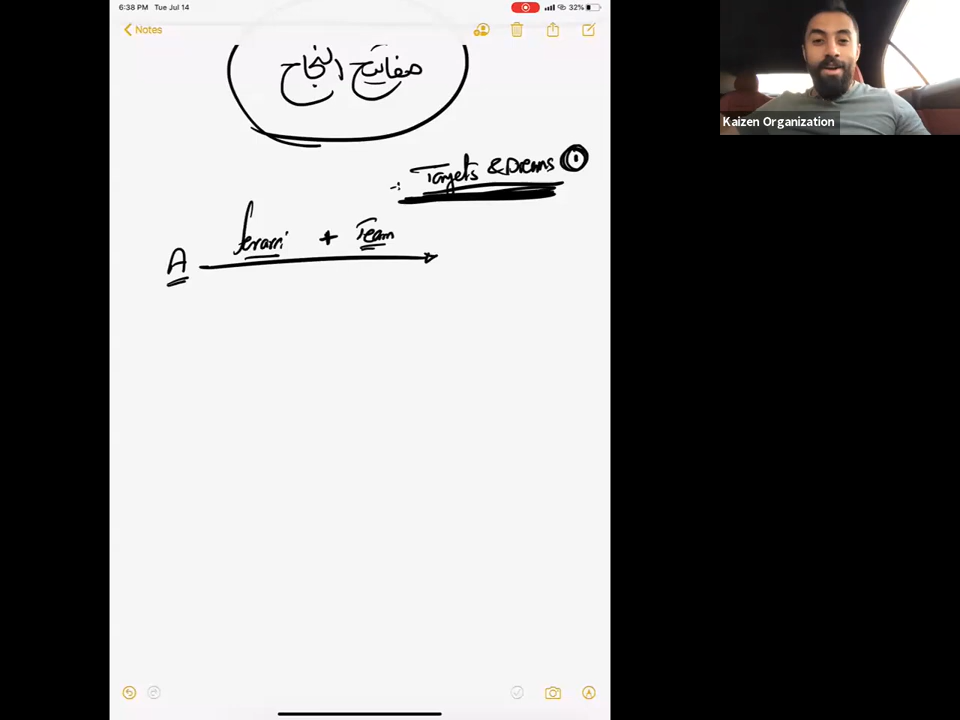 6:38 PM Tue Jul 14
32%
Notes
مفاتيح النجاح
Targets & Dreams ①
Ferrari + Team
A
Kaizen Organization